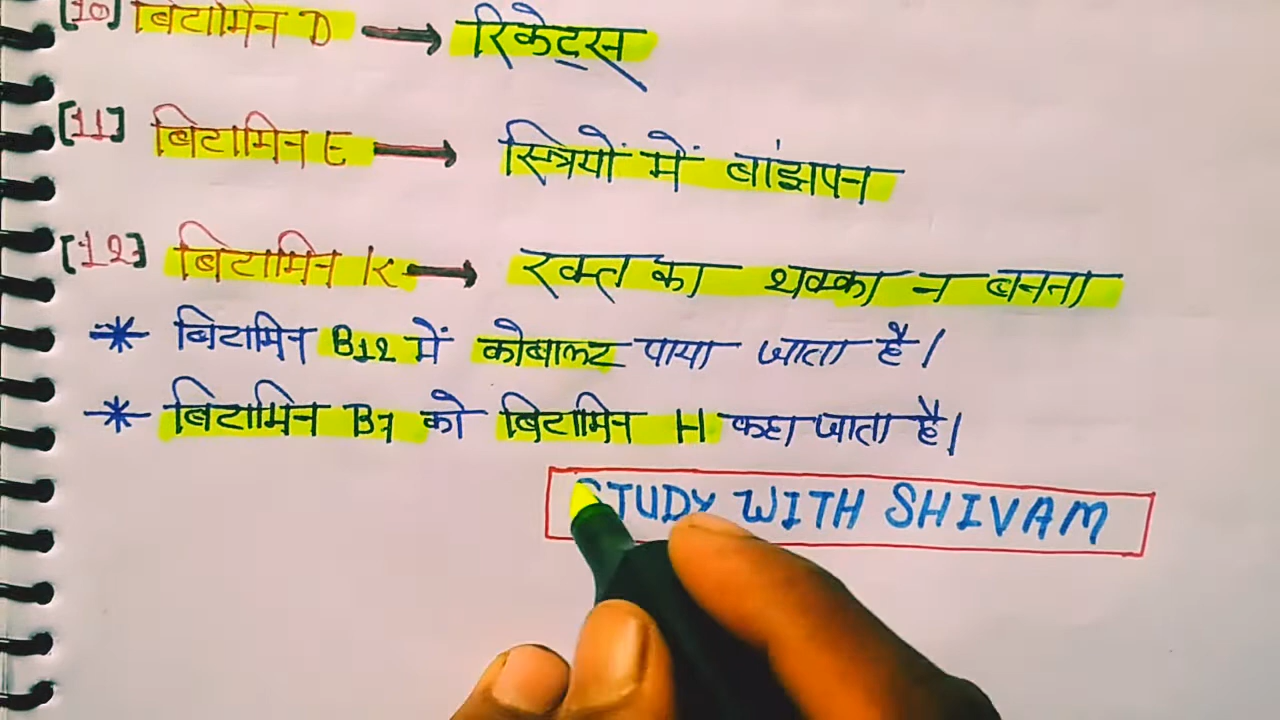 [10] बिटामिन D → रिकेट्स
[11] बिटामिन E → स्त्रियों में बांझपन
[12] बिटामिन K → रक्त का थक्का न बनना
* बिटामिन B12 में कोबाल्ट पाया जाता है।
* बिटामिन B7 को बिटामिन H कहा जाता है।
STUDY WITH SHIVAM